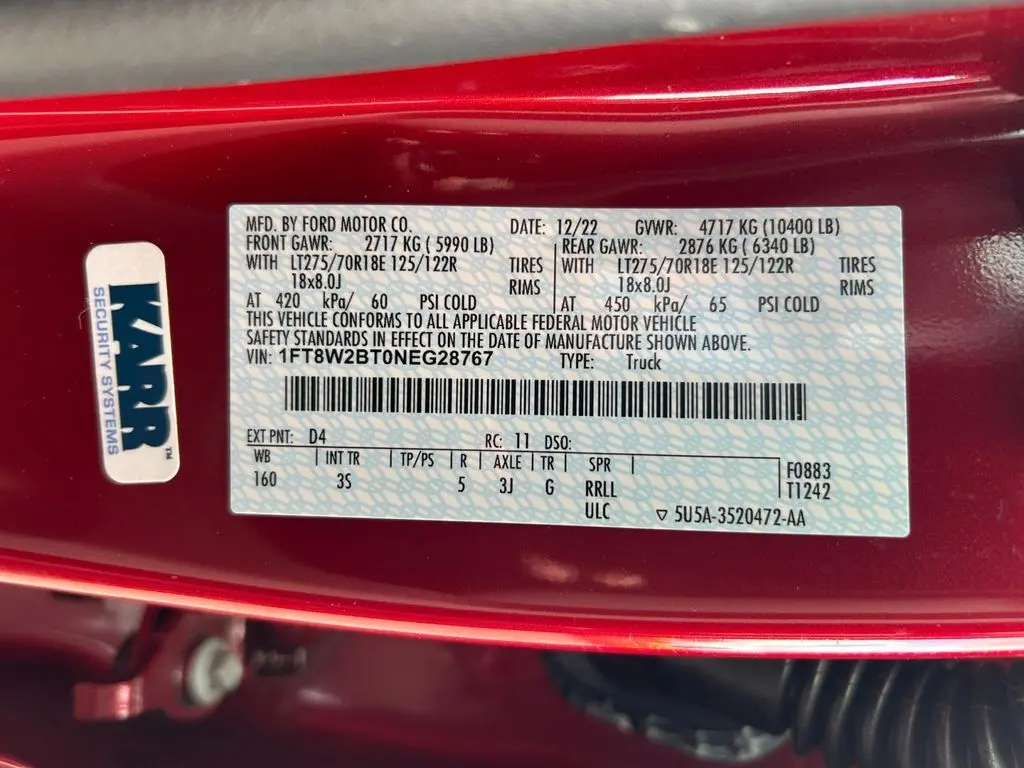 MFD. BY FORD MOTOR CO. DATE: 12/22 GVWR: 4717 KG (10400 LB)
FRONT GAWR: 2717 KG ( 5990 LB) REAR GAWR: 2876 KG ( 6340 LB)
WITH LT275/70R18E 125/122R TIRES WITH LT275/70R18E 125/122R TIRES
18x8.0J RIMS 18x8.0J RIMS
AT 420 kPa/ 60 PSI COLD AT 450 kPa/ 65 PSI COLD
THIS VEHICLE CONFORMS TO ALL APPLICABLE FEDERAL MOTOR VEHICLE
SAFETY STANDARDS IN EFFECT ON THE DATE OF MANUFACTURE SHOWN ABOVE.
VIN: 1FT8W2BT0NEG28767 TYPE: Truck
EXT PNT: D4 RC: 11 DSO:
WB INT TR TP/PS R AXLE TR SPR F0883
160 3S 5 3J G RRLL T1242
ULC ▽ 5U5A-3520472-AA
KARR TM
SECURITY SYSTEMS